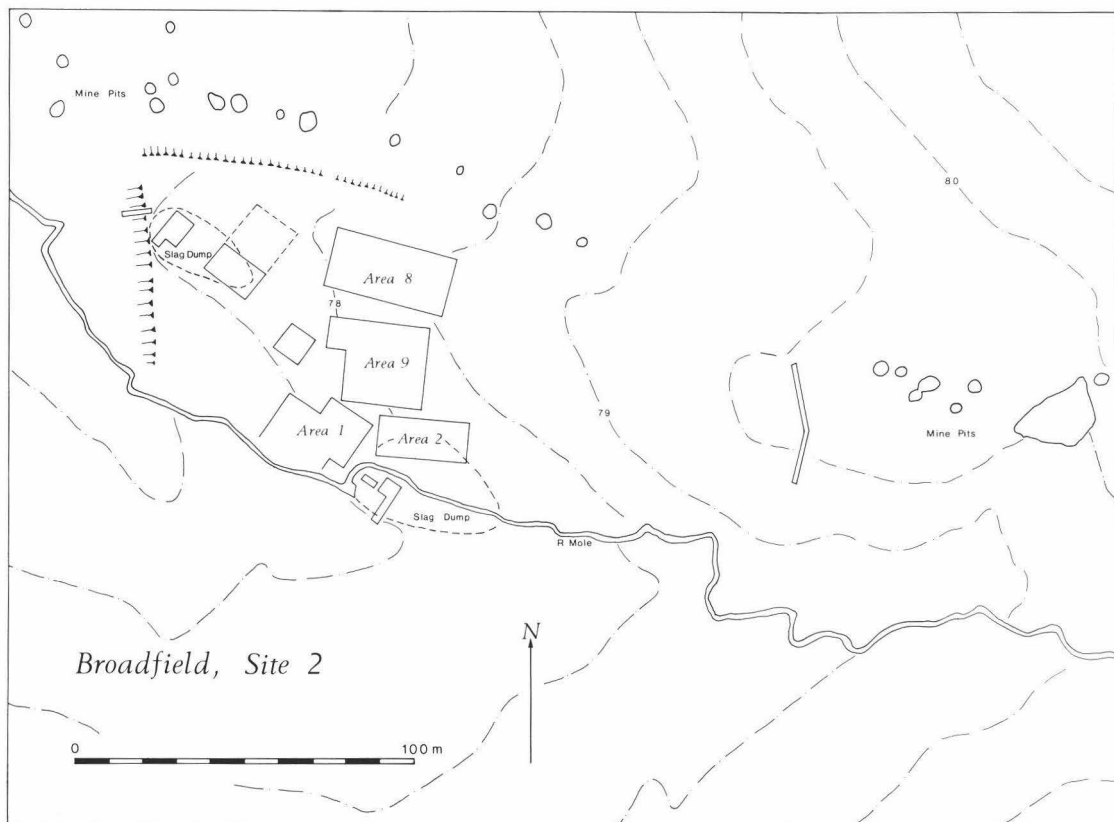 Mine Pits
80
Slag Dump
Area 8
78
Area 9
79
Area 1
Area 2
Mine Pits
Slag Dump
R Mole
N
Broadfield, Site 2
0
100 m